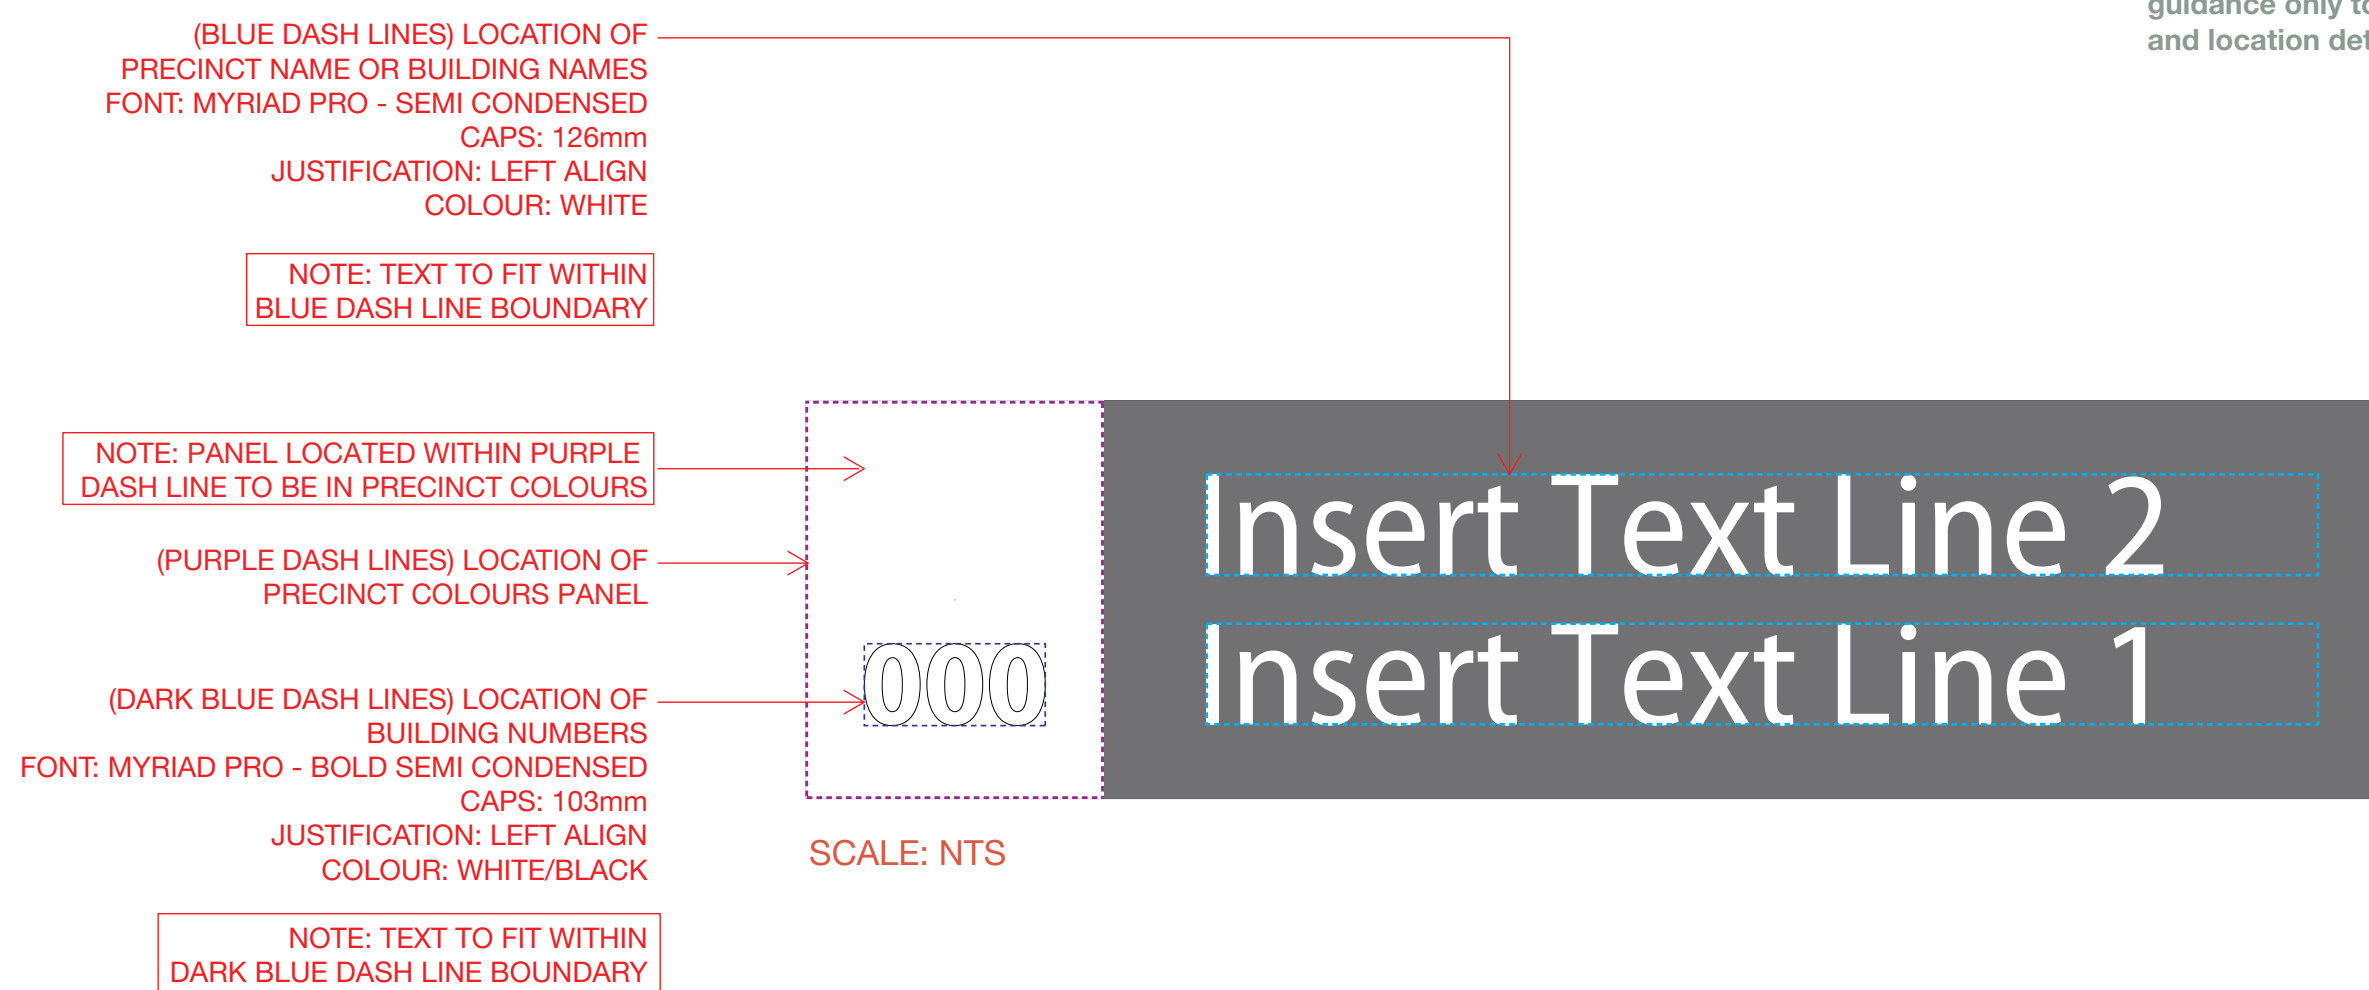 guidance only to
and location det
(BLUE DASH LINES) LOCATION OF
PRECINCT NAME OR BUILDING NAMES
FONT: MYRIAD PRO - SEMI CONDENSED
CAPS: 126mm
JUSTIFICATION: LEFT ALIGN
COLOUR: WHITE
NOTE: TEXT TO FIT WITHIN
BLUE DASH LINE BOUNDARY
NOTE: PANEL LOCATED WITHIN PURPLE
DASH LINE TO BE IN PRECINCT COLOURS
(PURPLE DASH LINES) LOCATION OF
PRECINCT COLOURS PANEL
(DARK BLUE DASH LINES) LOCATION OF
BUILDING NUMBERS
FONT: MYRIAD PRO - BOLD SEMI CONDENSED
CAPS: 103mm
JUSTIFICATION: LEFT ALIGN
COLOUR: WHITE/BLACK
NOTE: TEXT TO FIT WITHIN
DARK BLUE DASH LINE BOUNDARY
Insert Text Line 2
Insert Text Line 1
000
SCALE: NTS